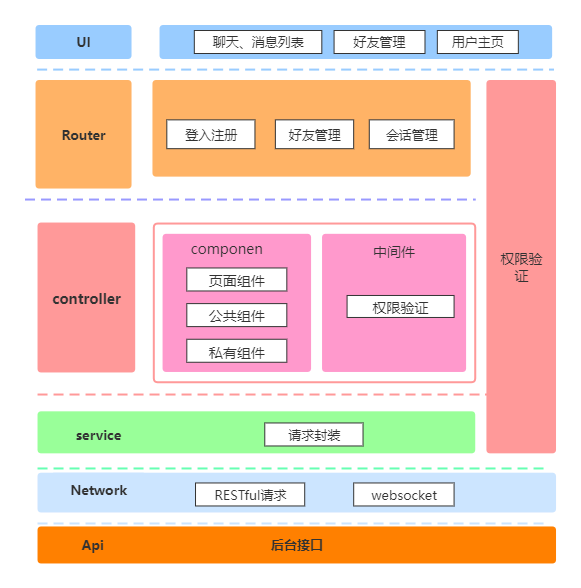 UI
聊天、消息列表
好友管理
用户主页
Router
登入注册
好友管理
会话管理
权限验
证
controller
componen
页面组件
公共组件
私有组件
中间件
权限验证
service
请求封装
Network
RESTful请求
websocket
Api
后台接口